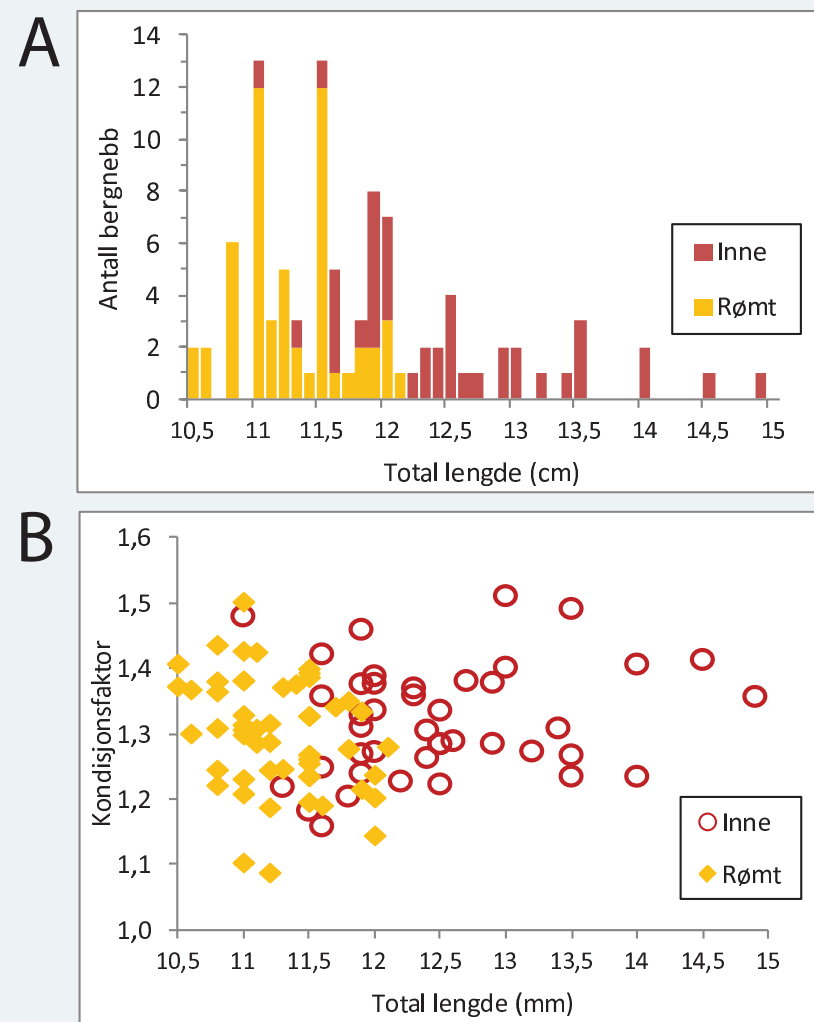 A
14
12
10
8
6
4
2
0
Antall bergnebb
Inne
Rømt
10,5 11 11,5 12 12,5 13 13,5 14 14,5 15
Total lengde (cm)
B
1,6
1,5
1,4
1,3
1,2
1,1
1,0
Kondisjonsfaktor
Inne
Rømt
10,5 11 11,5 12 12,5 13 13,5 14 14,5 15
Total lengde (mm)